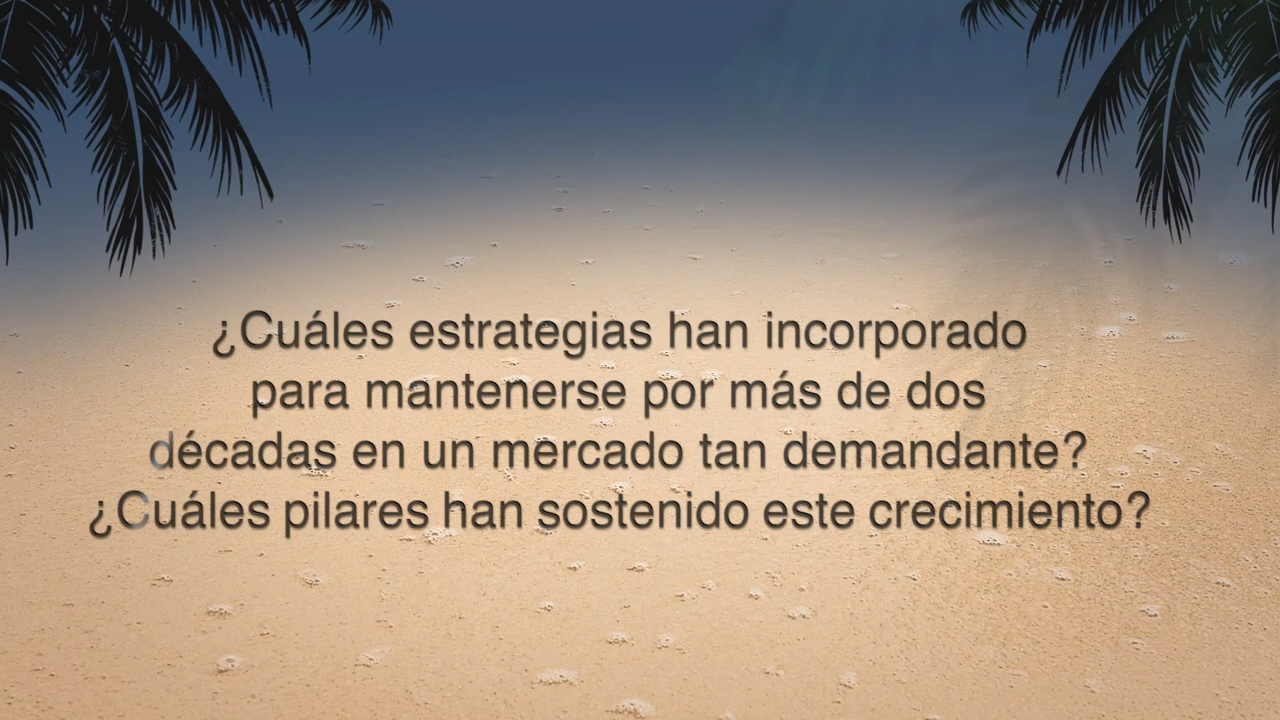 ¿Cuáles estrategias han incorporado
para mantenerse por más de dos
décadas en un mercado tan demandante?
¿Cuáles pilares han sostenido este crecimiento?